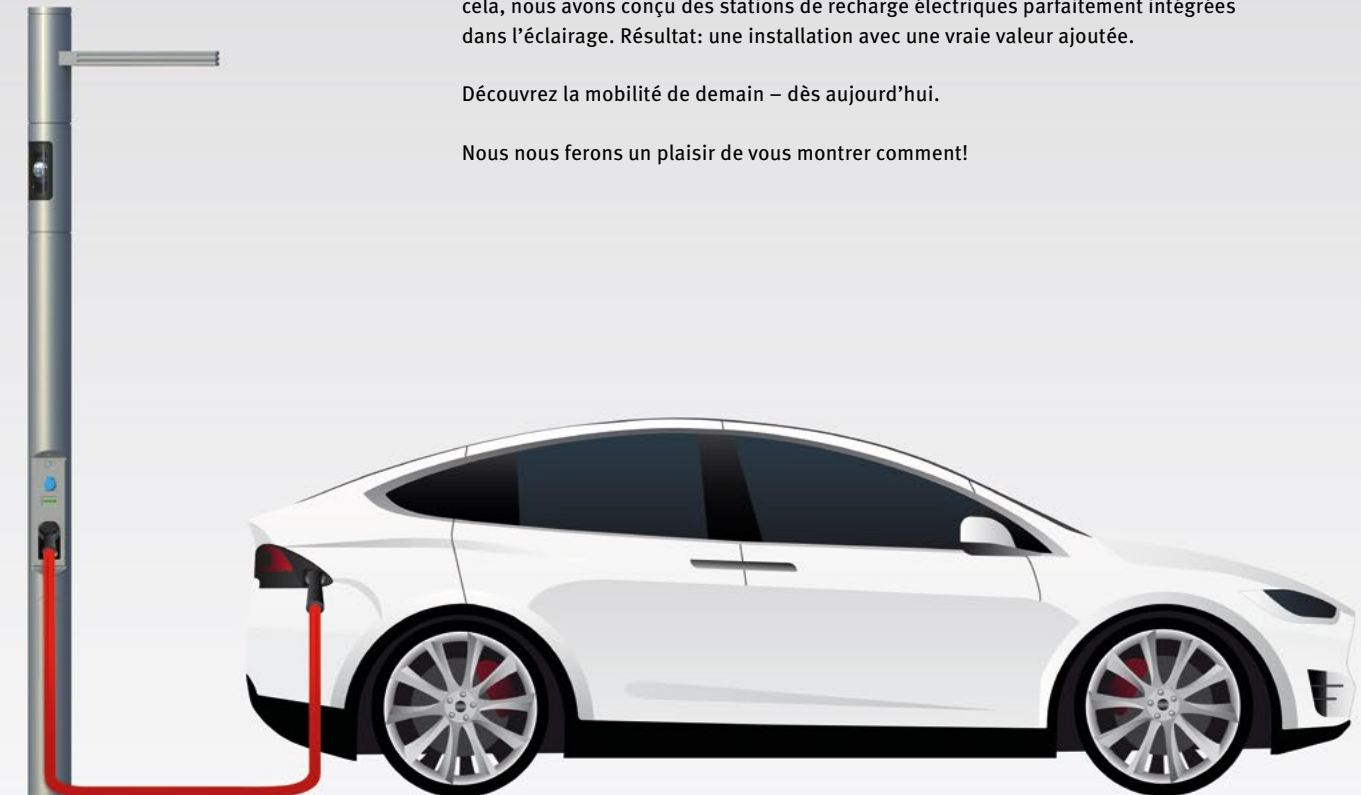 cela, nous avons conçu des stations de recharge électriques parfaitement intégrées
dans l’éclairage. Résultat: une installation avec une vraie valeur ajoutée.
Découvrez la mobilité de demain – dès aujourd’hui.
Nous nous ferons un plaisir de vous montrer comment!